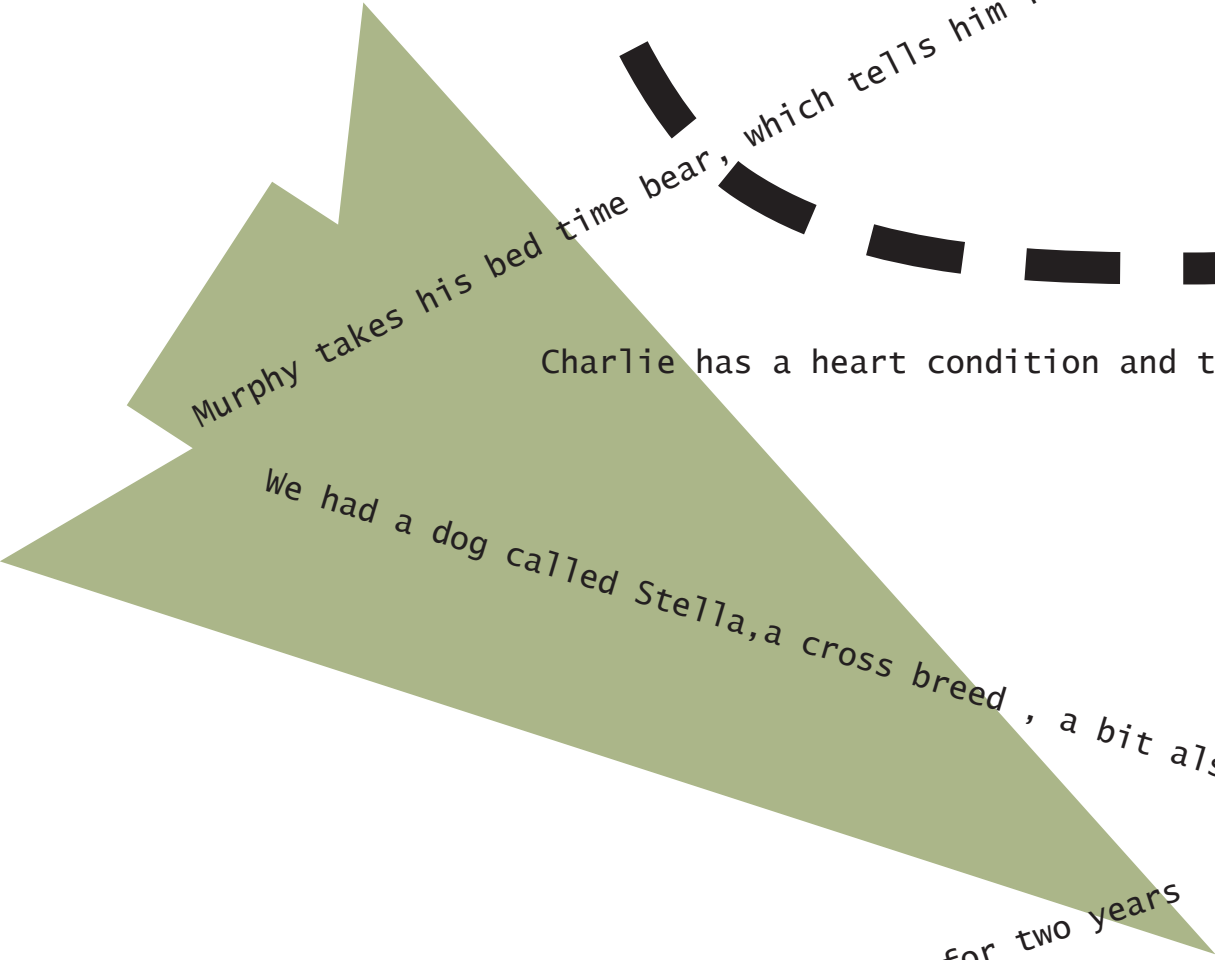 Murphy takes his bed time bear, which tells him
Charlie has a heart condition and
We had a dog called Stella,a cross breed , a bit
for two years